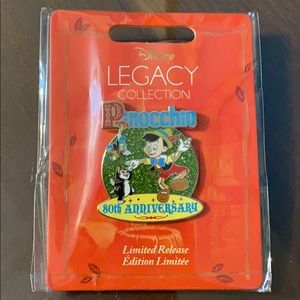 Disney
LEGACY
COLLECTION
Pinocchio
80th ANNIVERSARY
Limited Release
Édition Limitée